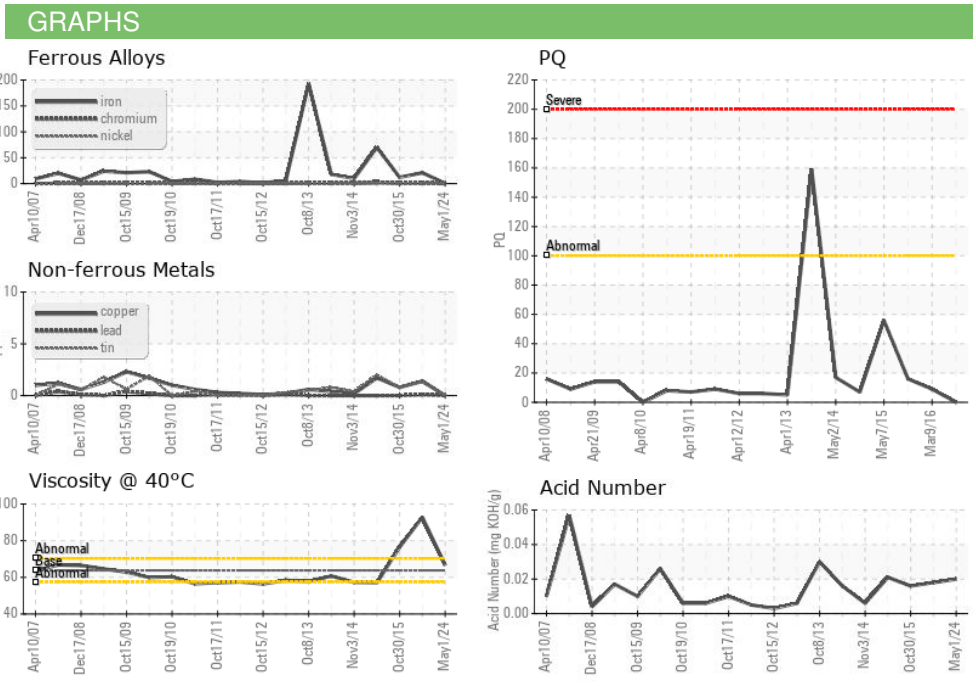 GRAPHS
Ferrous Alloys
200
150
100
50
0
iron
chromium
nickel
Apr10/07
Dec17/08
Oct15/09
Oct19/10
Oct17/11
Oct15/12
Oct8/13
Nov3/14
Oct30/15
May1/24
Non-ferrous Metals
10
5
0
copper
lead
tin
Apr10/07
Dec17/08
Oct15/09
Oct19/10
Oct17/11
Oct15/12
Oct8/13
Nov3/14
Oct30/15
May1/24
Viscosity @ 40°C
100
80
60
40
Abnormal
Base
Abnormal
Apr10/07
Dec17/08
Oct15/09
Oct19/10
Oct17/11
Oct15/12
Oct8/13
Nov3/14
Oct30/15
May1/24
PQ
PQ
220
200
180
160
140
120
100
80
60
40
20
0
Severe
Abnormal
Apr10/08
Apr21/09
Apr8/10
Apr19/11
Apr12/12
Apr1/13
May2/14
May7/15
Mar9/16
May1/24
Acid Number
Acid Number (mg KOH/g)
0.06
0.04
0.02
0.00
Apr10/07
Dec17/08
Oct15/09
Oct19/10
Oct17/11
Oct15/12
Oct8/13
Nov3/14
Oct30/15
May1/24